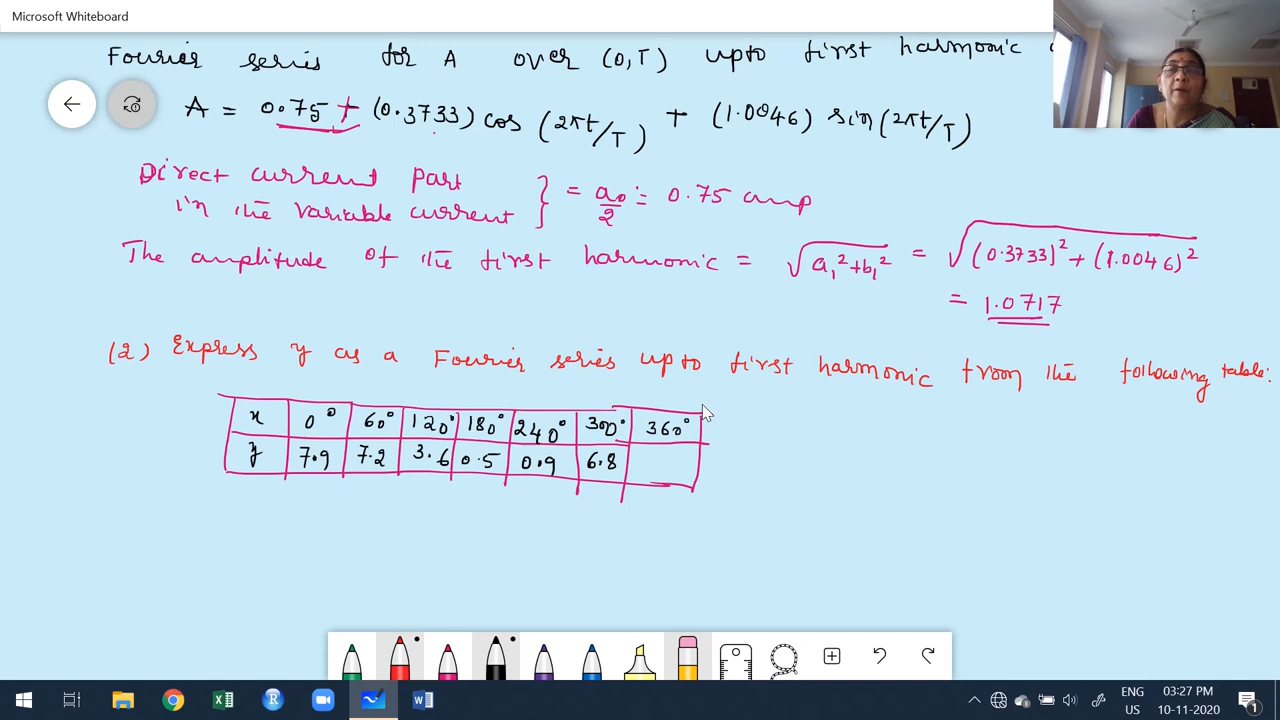 Microsoft Whiteboard
Fourier series for A over (0,T) upto first harmonic
A = 0.75 + (0.3733) cos (2πt/T) + (1.0046) sin (2πt/T)
Direct current part
in the variable current } = a₀/2 = 0.75 amp
The amplitude of the first harmonic = √a₁²+b₁² = √(0.3733)²+(1.0046)²
= 1.0717
(2) Express y as a Fourier series upto first harmonic from the following table:
x 0° 60° 120° 180° 240° 300° 360°
y 7.9 7.2 3.6 0.5 0.9 6.8
ENG 03:27 PM
US 10-11-2020
1